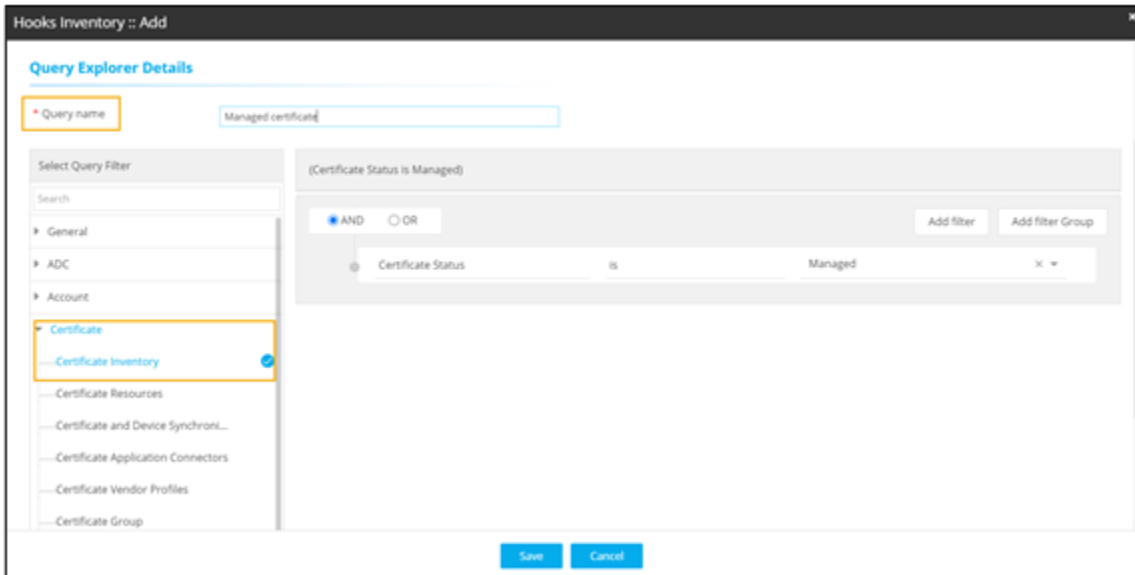 Hooks Inventory :: Add
Query Explorer Details
* Query name
Managed certificate
Select Query Filter
Search
General
ADC
Account
Certificate
Certificate Inventory
Certificate Resources
Certificate and Device Synchroni...
Certificate Application Connectors
Certificate Vendor Profiles
Certificate Group
(Certificate Status is Managed)
AND OR
Add filter Add filter Group
Certificate Status is Managed
Save Cancel